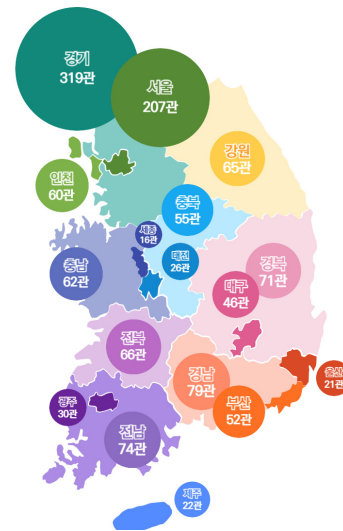 경기
319관
서울
207관
강원
65관
인천
60관
충북
55관
세종
16관
대전
26관
충남
62관
경북
71관
대구
46관
전북
66관
경남
79관
울산
21관
부산
52관
광주
30관
전남
74관
제주
22관